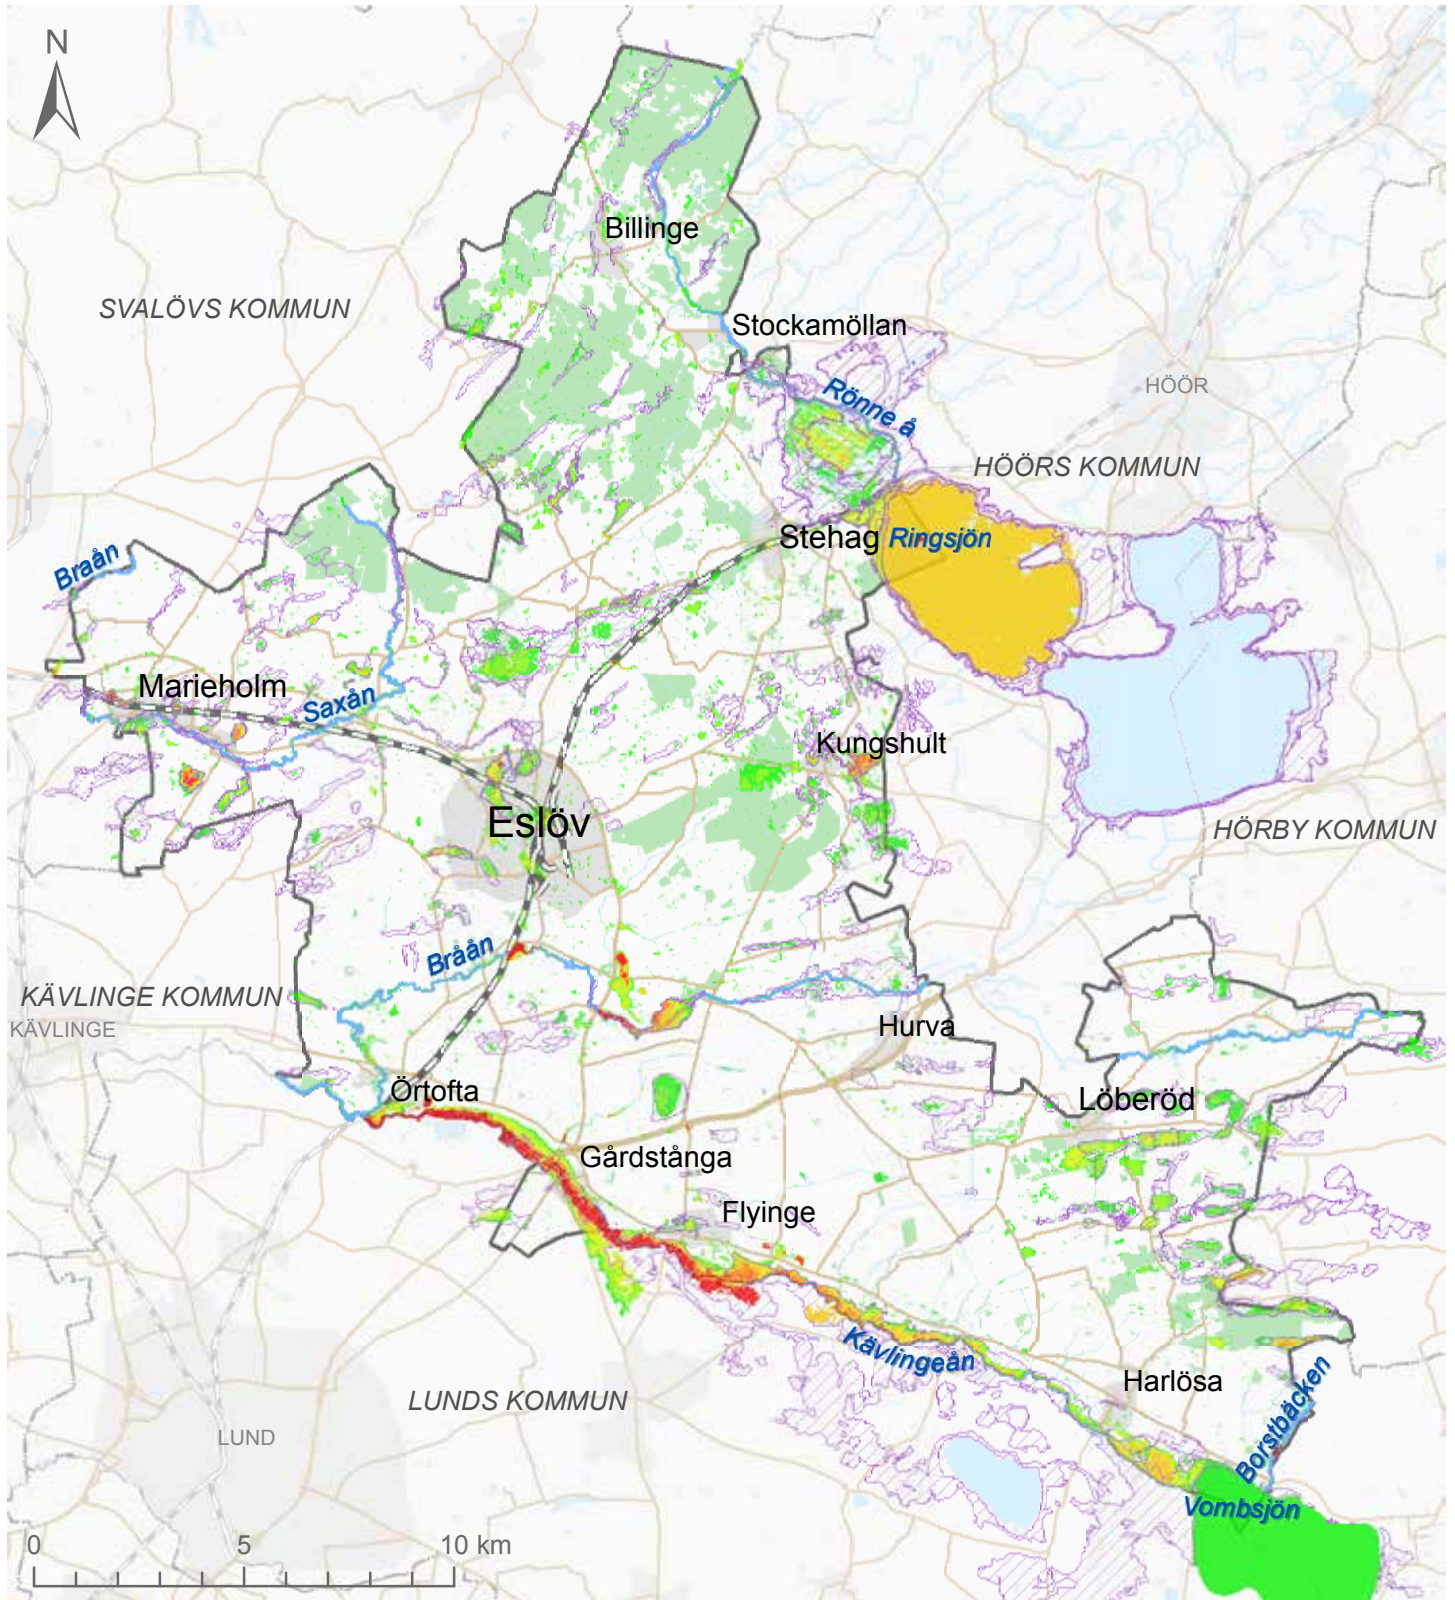 N
Billinge
SVALÖVS KOMMUN
Stockamöllan
HÖÖR
Rönne å
HÖÖRS KOMMUN
Stehag
Ringsjön
Braån
Marieholm
Saxån
Kungshult
Eslöv
HÖRBY KOMMUN
Bråån
KÄVLINGE KOMMUN
KÄVLINGE
Hurva
Örtofta
Löberöd
Gårdstånga
Flyinge
Kävlingeån
Harlösa
LUNDS KOMMUN
LUND
Borstbäcken
Vombsjön
0 5 10 km